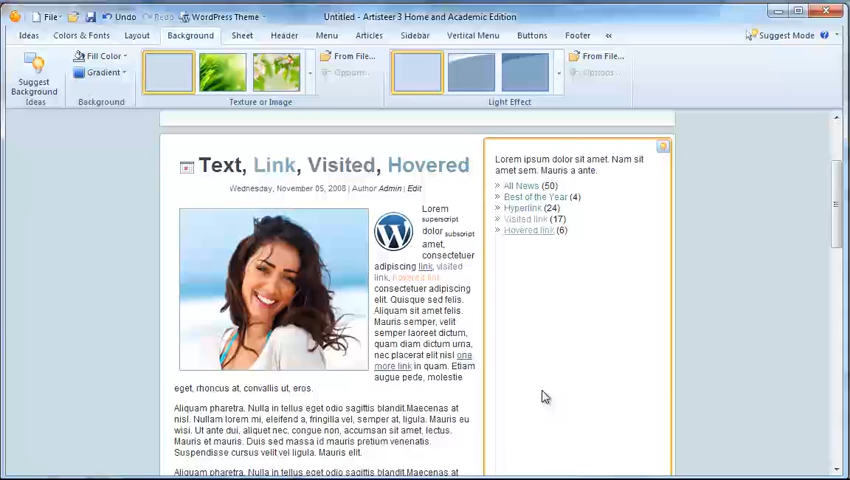 File Undo Redo WordPress Theme Untitled - Artisteer 3 Home and Academic Edition
Ideas Colors & Fonts Layout Background Sheet Header Menu Articles Sidebar Vertical Menu Buttons Footer Suggest Mode
Suggest Background Ideas
Fill Color
Gradient
Background
From File...
Options...
Texture or Image
From File...
Options...
Light Effect
Text, Link, Visited, Hovered
Wednesday, November 05, 2008 | Author Admin | Edit
Lorem
superscript
dolor subscript
amet,
consectetuer
adipiscing link, visited
link, hovered link
consectetuer adipiscing
elit. Quisque sed felis.
Aliquam sit amet felis.
Mauris semper, velit
semper laoreet dictum,
quam diam dictum urna,
nec placerat elit nisl one
more link in quam. Etiam
augue pede, molestie
eget, rhoncus at, convallis ut, eros.
Aliquam pharetra. Nulla in tellus eget odio sagittis blandit.Maecenas at
nisl. Nullam lorem mi, eleifend a, fringilla vel, semper at, ligula. Mauris eu
wisi. Ut ante dui, aliquet nec, congue non, accumsan sit amet, lectus.
Mauris et mauris. Duis sed massa id mauris pretium venenatis.
Suspendisse cursus velit vel ligula. Mauris elit.
Aliquam pharetra. Nulla in tellus eget odio sagittis blandit.Maecenas at
Lorem ipsum dolor sit amet. Nam sit
amet sem. Mauris a ante.
» All News (50)
» Best of the Year (4)
» Hyperlink (24)
» Visited link (17)
» Hovered link (6)